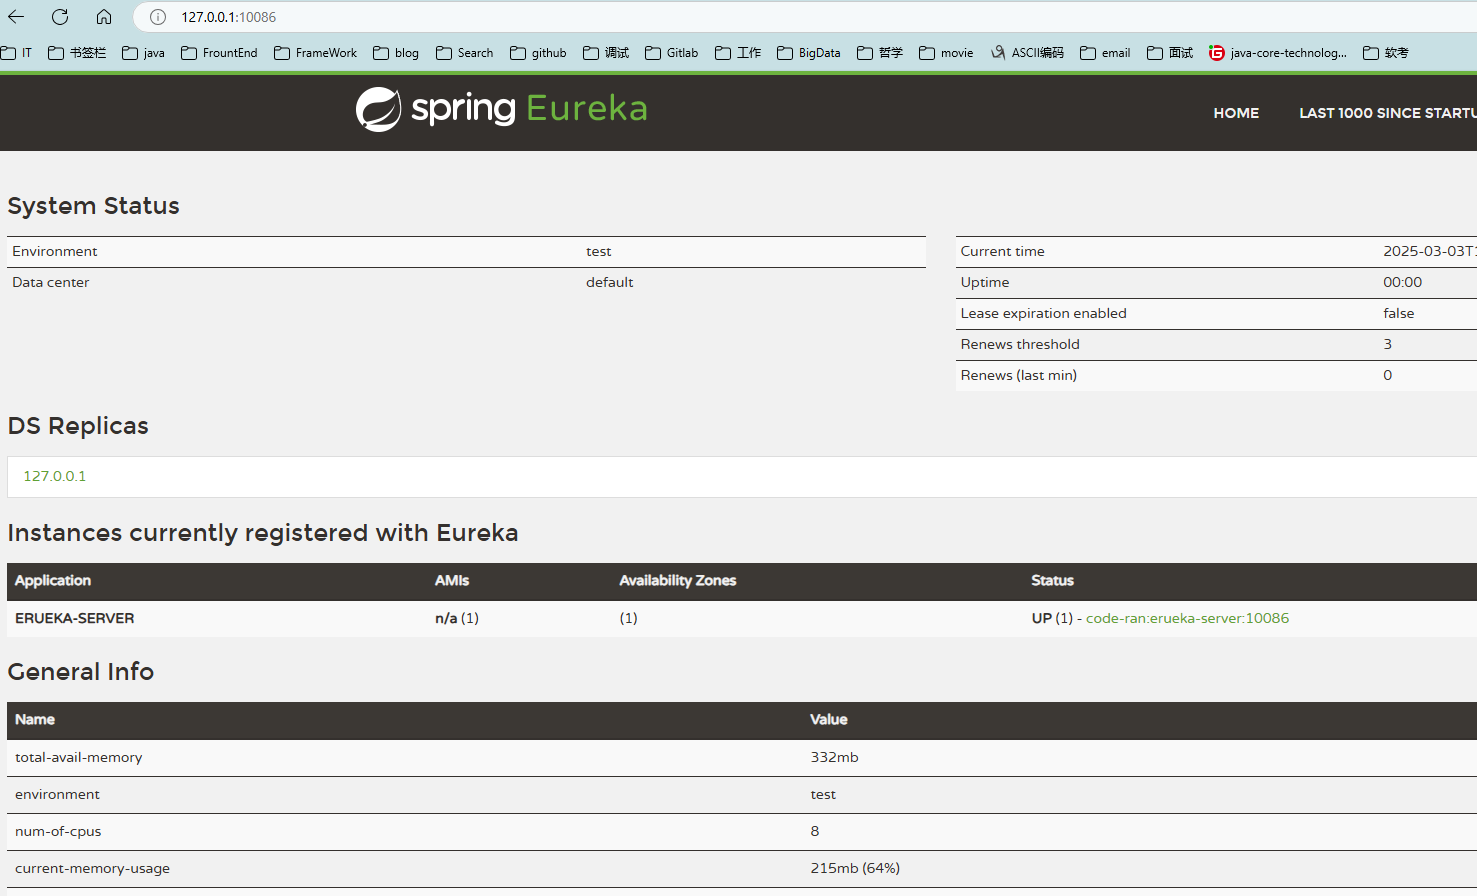 127.0.0.1:10086
IT 书签栏 java FrountEnd FrameWork blog Search github 调试 Gitlab 工作 BigData 哲学 movie ASCII编码 email 面试 java-core-technolog... 软考
spring Eureka HOME LAST 1000 SINCE STARTU
System Status
Environment test
Data center default
Current time 2025-03-03T1
Uptime 00:00
Lease expiration enabled false
Renews threshold 3
Renews (last min) 0
DS Replicas
127.0.0.1
Instances currently registered with Eureka
Application AMIs Availability Zones Status
ERUEKA-SERVER n/a (1) (1) UP (1) - code-ran:erueka-server:10086
General Info
Name Value
total-avail-memory 332mb
environment test
num-of-cpus 8
current-memory-usage 215mb (64%)